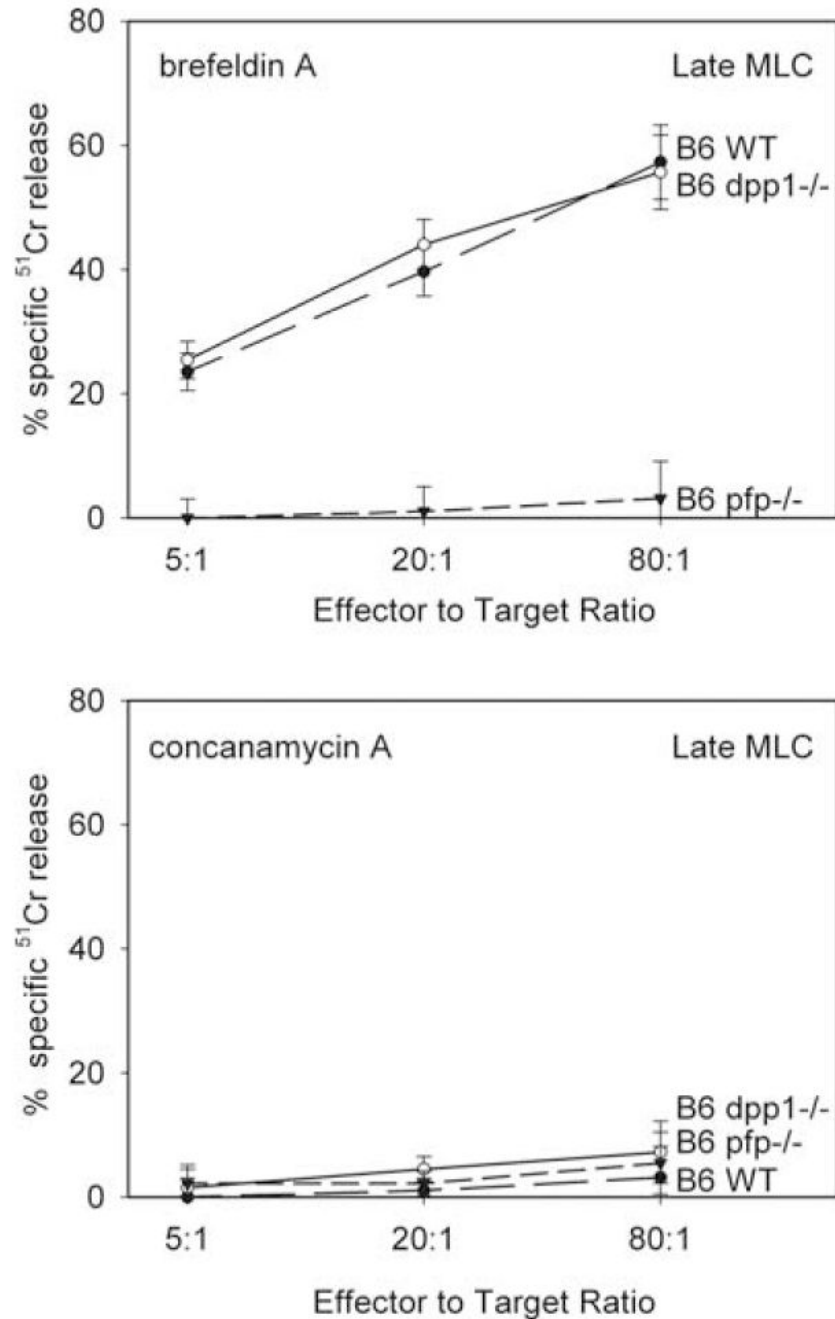 80
brefeldin A
Late MLC
60
B6 WT
B6 dpp1-/-
40
20
B6 pfp-/-
0
% specific ⁵¹Cr release
5:1
20:1
80:1
Effector to Target Ratio
80
concanamycin A
Late MLC
60
40
20
B6 dpp1-/-
B6 pfp-/-
B6 WT
0
% specific ⁵¹Cr release
5:1
20:1
80:1
Effector to Target Ratio